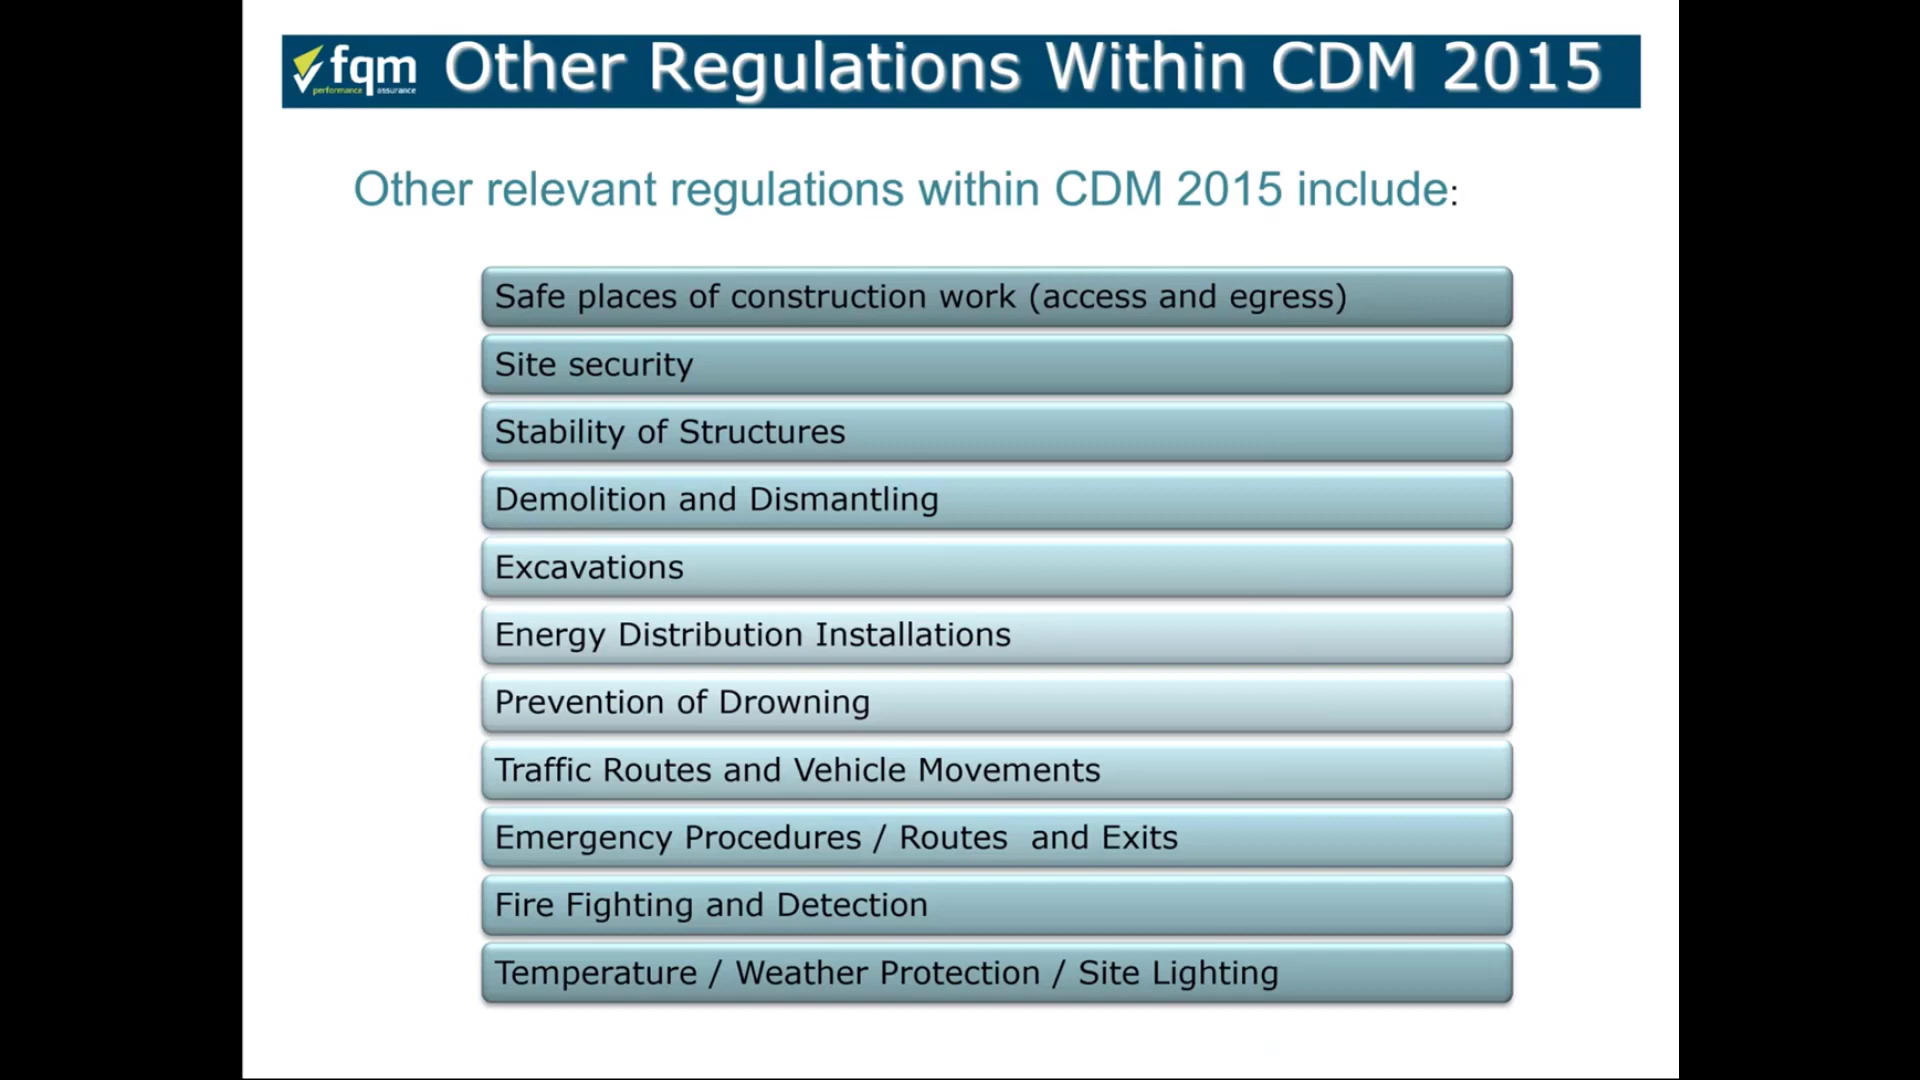 fqm
performance assurance
Other Regulations Within CDM 2015
Other relevant regulations within CDM 2015 include:
Safe places of construction work (access and egress)
Site security
Stability of Structures
Demolition and Dismantling
Excavations
Energy Distribution Installations
Prevention of Drowning
Traffic Routes and Vehicle Movements
Emergency Procedures / Routes  and Exits
Fire Fighting and Detection
Temperature / Weather Protection / Site Lighting